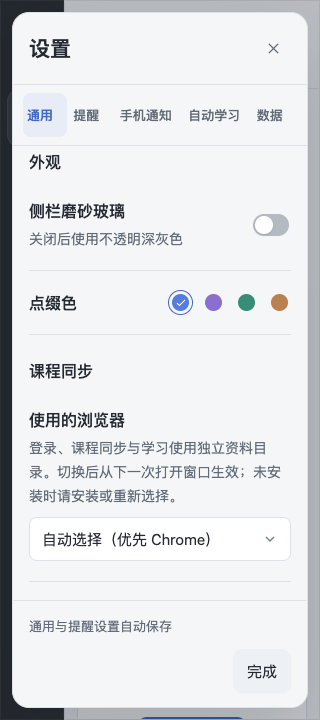 设置
通用 提醒 手机通知 自动学习 数据
外观
侧栏磨砂玻璃
关闭后使用不透明深灰色
点缀色
课程同步
使用的浏览器
登录、课程同步与学习使用独立资料目
录。切换后从下一次打开窗口生效；未安
装时请安装或重新选择。
自动选择（优先 Chrome）
通用与提醒设置自动保存
完成